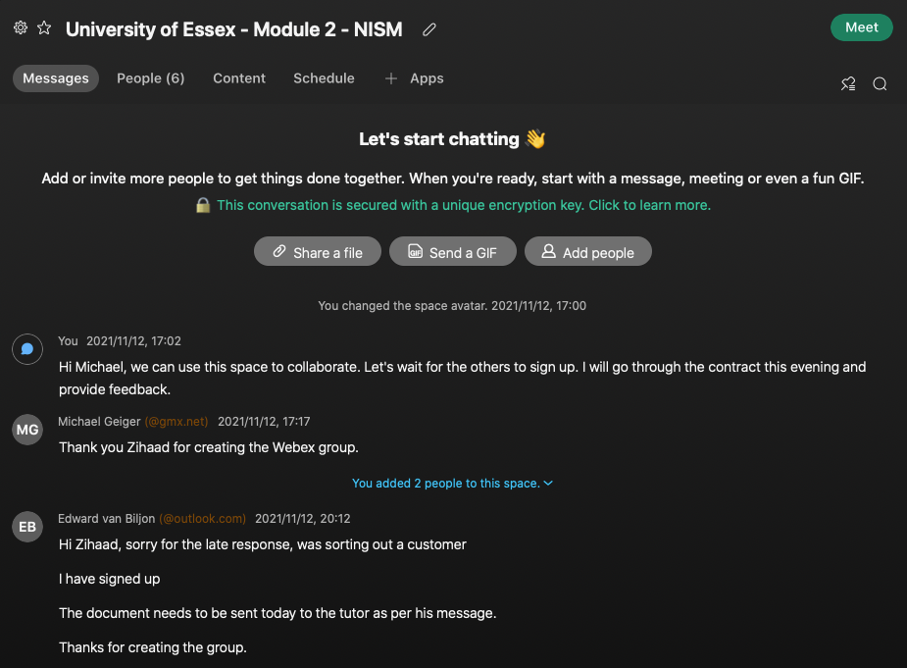 University of Essex - Module 2 - NISM
Meet
Messages People (6) Content Schedule + Apps
Let's start chatting 👋
Add or invite more people to get things done together. When you're ready, start with a message, meeting or even a fun GIF.
This conversation is secured with a unique encryption key. Click to learn more.
Share a file GIF Send a GIF Add people
You changed the space avatar. 2021/11/12, 17:00
You 2021/11/12, 17:02
Hi Michael, we can use this space to collaborate. Let's wait for the others to sign up. I will go through the contract this evening and
provide feedback.
MG
Michael Geiger (@gmx.net) 2021/11/12, 17:17
Thank you Zihaad for creating the Webex group.
You added 2 people to this space.
EB
Edward van Biljon (@outlook.com) 2021/11/12, 20:12
Hi Zihaad, sorry for the late response, was sorting out a customer
I have signed up
The document needs to be sent today to the tutor as per his message.
Thanks for creating the group.